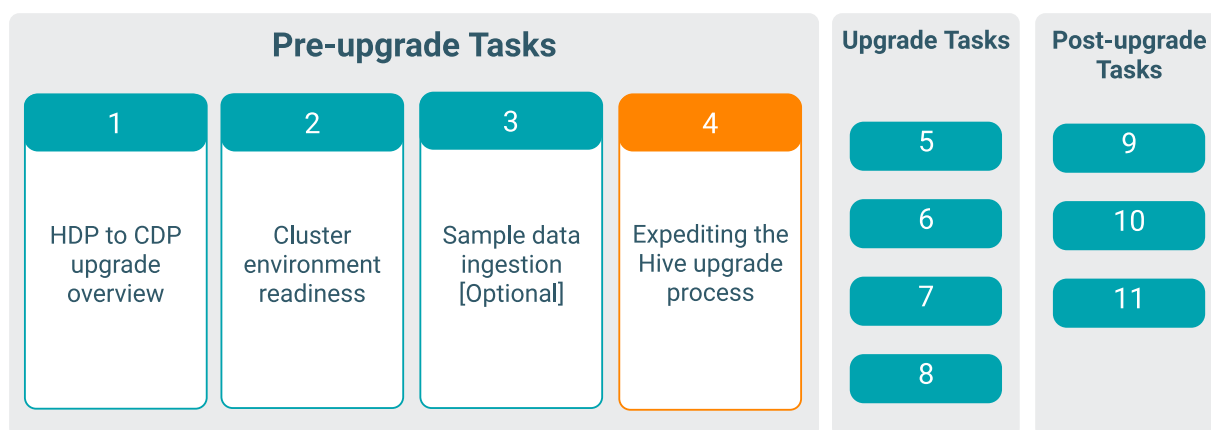 Pre-upgrade Tasks
1
HDP to CDP
upgrade
overview
2
Cluster
environment
readiness
3
Sample data
ingestion
[Optional]
4
Expediting the
Hive upgrade
process
Upgrade Tasks
5
6
7
8
Post-upgrade
Tasks
9
10
11